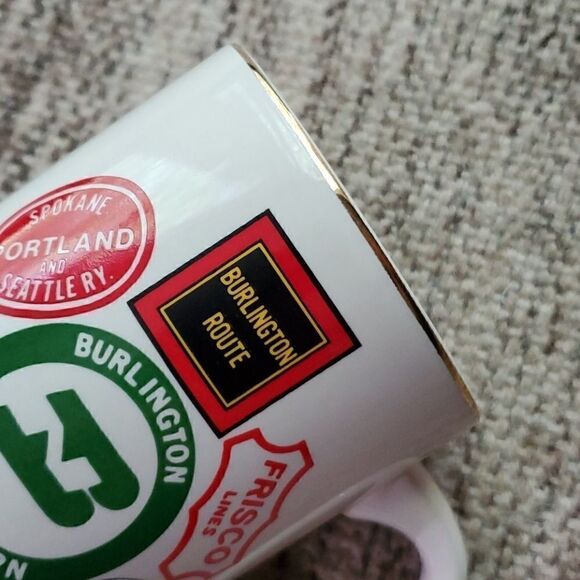 SPOKANE
PORTLAND
AND
SEATTLE RY.
BURLINGTON
ROUTE
BURLINGTON
FRISCO
LINES